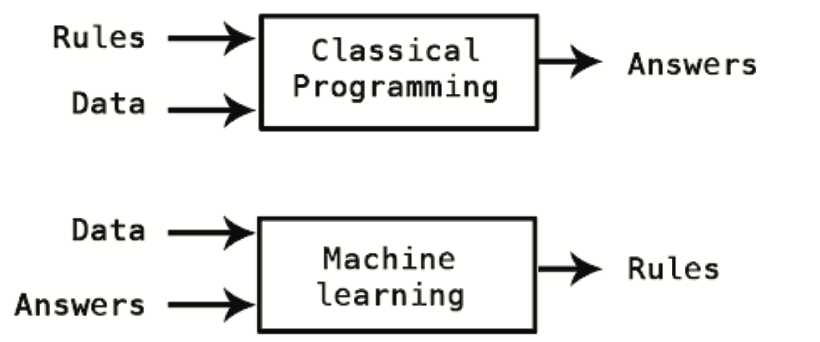 Rules
Classical
Programming
Answers
Data
Data
Machine
learning
Rules
Answers